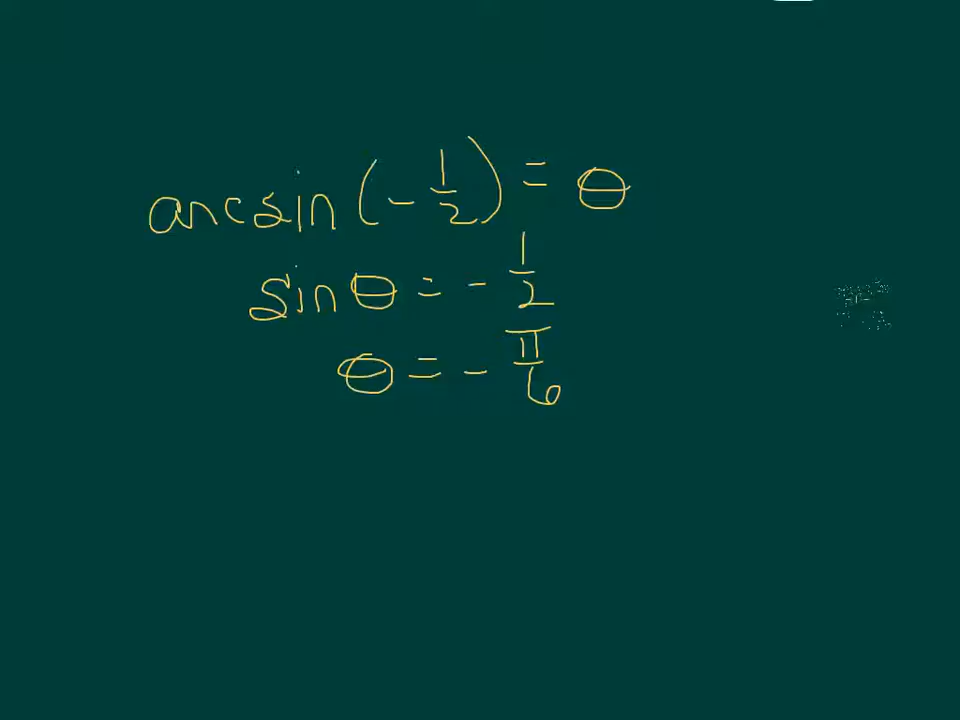 arcsin(-1/2) = θ
sin θ = - 1/2
θ = - π/6